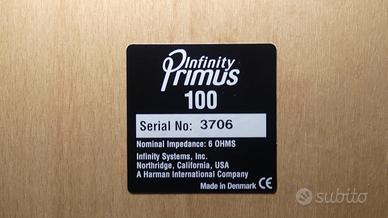 Infinity
Primus
100
Serial No: 3706
Nominal Impedance: 6 OHMS
Infinity Systems, Inc.
Northridge, California, USA
A Harman International Company
Made in Denmark CE
subito